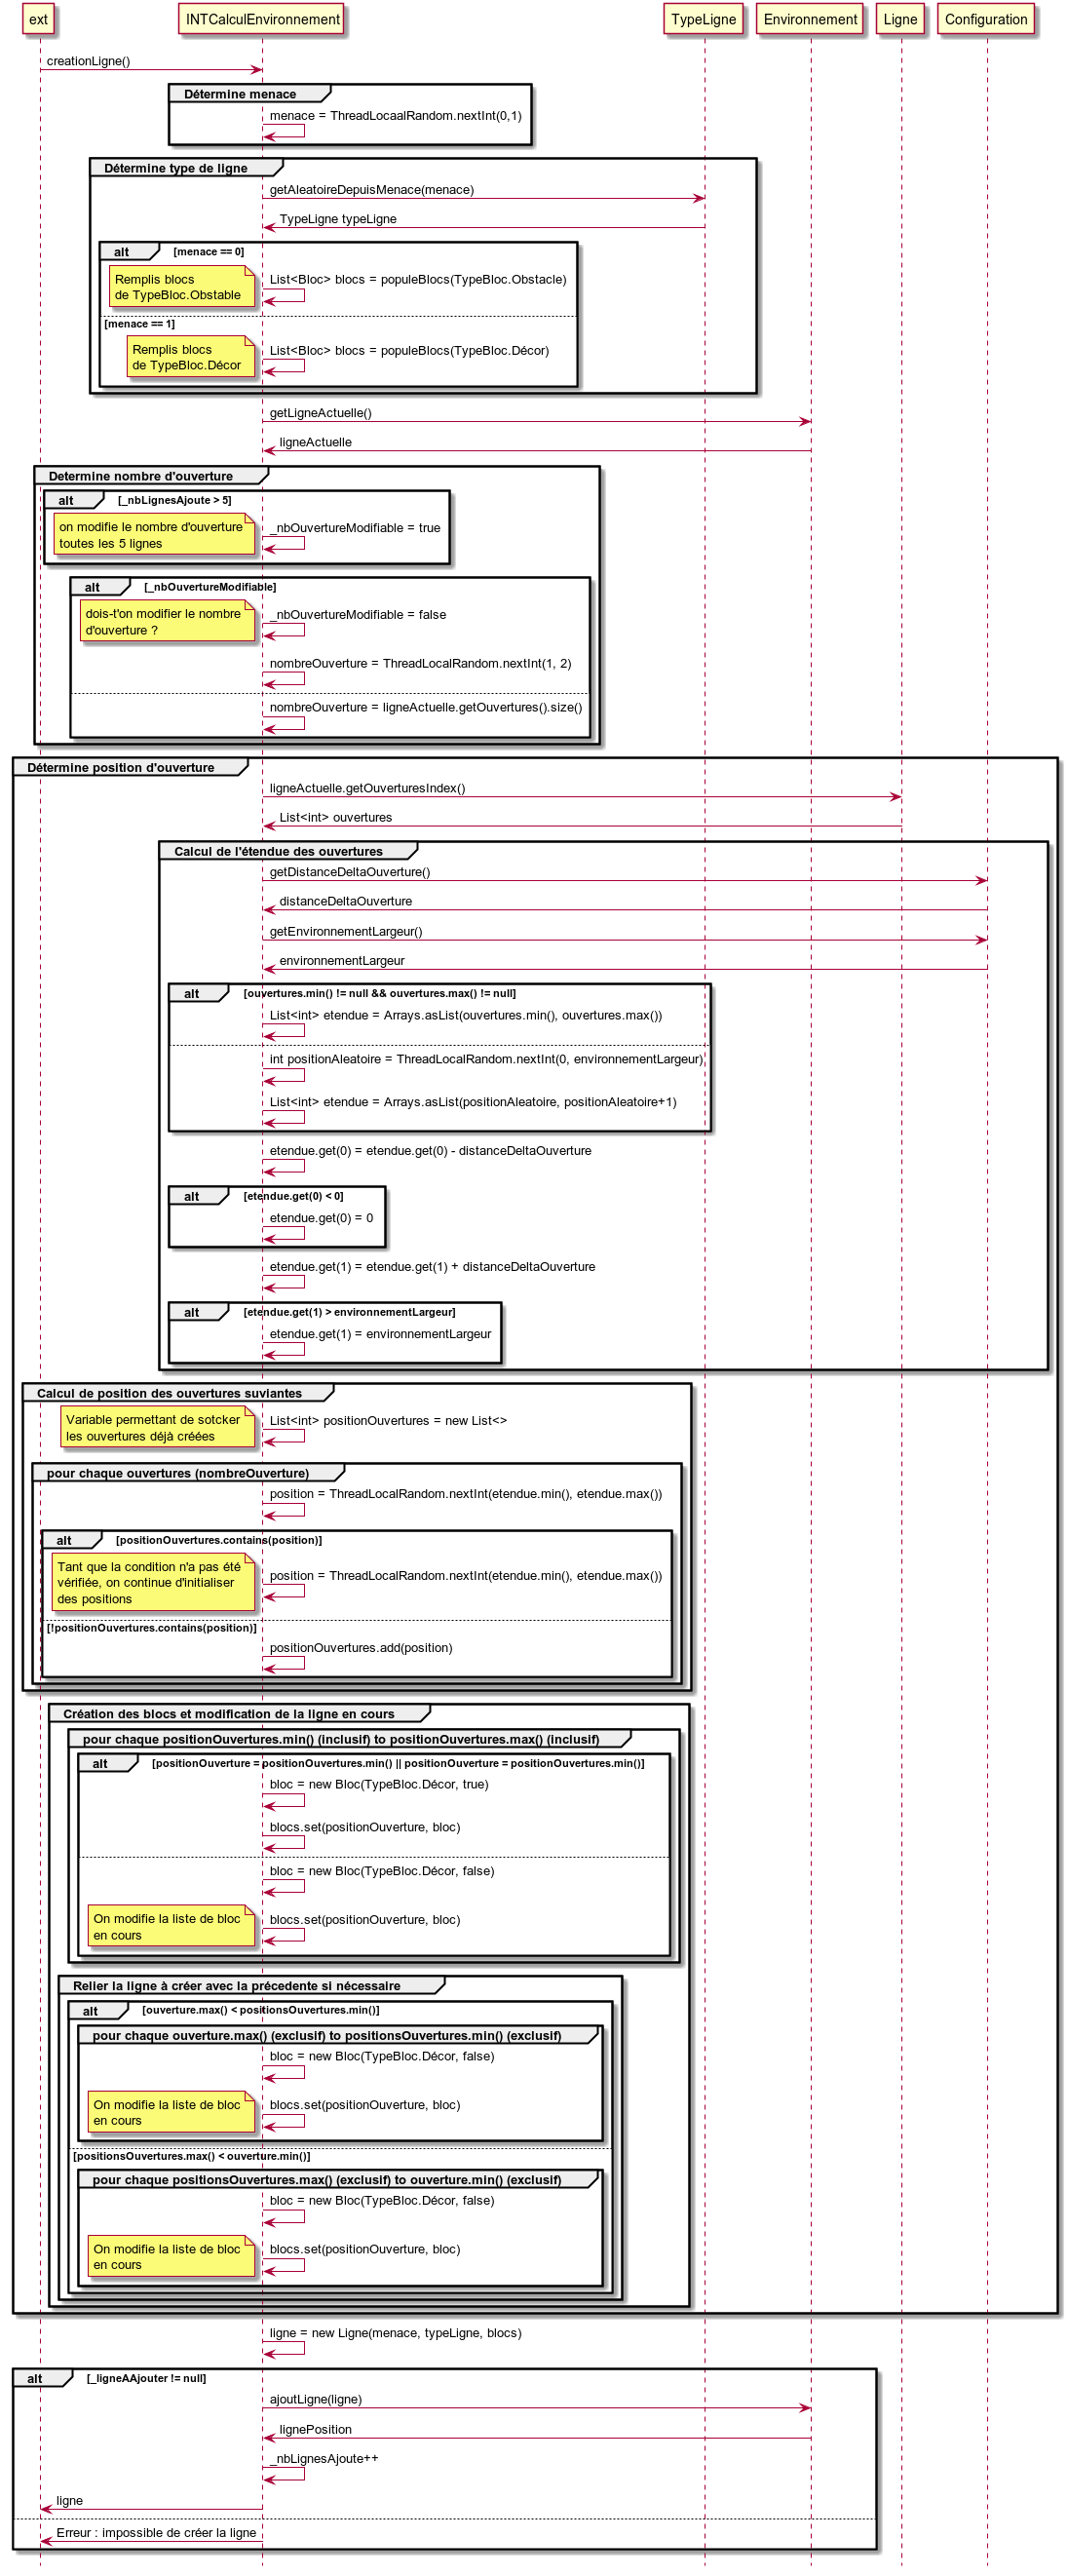 ext
INTCalculEnvironnement
TypeLigne
Environnement
Ligne
Configuration
creationLigne()
Détermine menace
menace = ThreadLocaalRandom.nextInt(0,1)
Détermine type de ligne
getAleatoireDepuisMenace(menace)
TypeLigne typeLigne
alt
[menace == 0]
Remplis blocs
de TypeBloc.Obstable
List<Bloc> blocs = populeBlocs(TypeBloc.Obstacle)
[menace == 1]
Remplis blocs
de TypeBloc.Décor
List<Bloc> blocs = populeBlocs(TypeBloc.Décor)
getLigneActuelle()
ligneActuelle
Determine nombre d'ouverture
alt
[_nbLignesAjoute > 5]
on modifie le nombre d'ouverture
toutes les 5 lignes
_nbOuvertureModifiable = true
alt
[_nbOuvertureModifiable]
dois-t'on modifier le nombre
d'ouverture ?
_nbOuvertureModifiable = false
nombreOuverture = ThreadLocalRandom.nextInt(1, 2)
nombreOuverture = ligneActuelle.getOuvertures().size()
Détermine position d'ouverture
ligneActuelle.getOuverturesIndex()
List<int> ouvertures
Calcul de l'étendue des ouvertures
getDistanceDeltaOuverture()
distanceDeltaOuverture
getEnvironnementLargeur()
environnementLargeur
alt
[ouvertures.min() != null && ouvertures.max() != null]
List<int> etendue = Arrays.asList(ouvertures.min(), ouvertures.max())
int positionAleatoire = ThreadLocalRandom.nextInt(0, environnementLargeur)
List<int> etendue = Arrays.asList(positionAleatoire, positionAleatoire+1)
etendue.get(0) = etendue.get(0) - distanceDeltaOuverture
alt
[etendue.get(0) < 0]
etendue.get(0) = 0
etendue.get(1) = etendue.get(1) + distanceDeltaOuverture
alt
[etendue.get(1) > environnementLargeur]
etendue.get(1) = environnementLargeur
Calcul de position des ouvertures suviantes
Variable permettant de sotcker
les ouvertures déjà créées
List<int> positionOuvertures = new List<>
pour chaque ouvertures (nombreOuverture)
position = ThreadLocalRandom.nextInt(etendue.min(), etendue.max())
alt
[positionOuvertures.contains(position)]
Tant que la condition n'a pas été
vérifiée, on continue d'initialiser
des positions
position = ThreadLocalRandom.nextInt(etendue.min(), etendue.max())
[!positionOuvertures.contains(position)]
positionOuvertures.add(position)
Création des blocs et modification de la ligne en cours
pour chaque positionOuvertures.min() (inclusif) to positionOuvertures.max() (inclusif)
alt
[positionOuverture = positionOuvertures.min() || positionOuverture = positionOuvertures.min()]
bloc = new Bloc(TypeBloc.Décor, true)
blocs.set(positionOuverture, bloc)
bloc = new Bloc(TypeBloc.Décor, false)
On modifie la liste de bloc
en cours
blocs.set(positionOuverture, bloc)
Relier la ligne à créer avec la précedente si nécessaire
alt
[ouverture.max() < positionsOuvertures.min()]
pour chaque ouverture.max() (exclusif) to positionsOuvertures.min() (exclusif)
bloc = new Bloc(TypeBloc.Décor, false)
On modifie la liste de bloc
en cours
blocs.set(positionOuverture, bloc)
[positionsOuvertures.max() < ouverture.min()]
pour chaque positionsOuvertures.max() (exclusif) to ouverture.min() (exclusif)
bloc = new Bloc(TypeBloc.Décor, false)
On modifie la liste de bloc
en cours
blocs.set(positionOuverture, bloc)
ligne = new Ligne(menace, typeLigne, blocs)
alt
[_ligneAAjouter != null]
ajoutLigne(ligne)
lignePosition
_nbLignesAjoute++
ligne
Erreur : impossible de créer la ligne